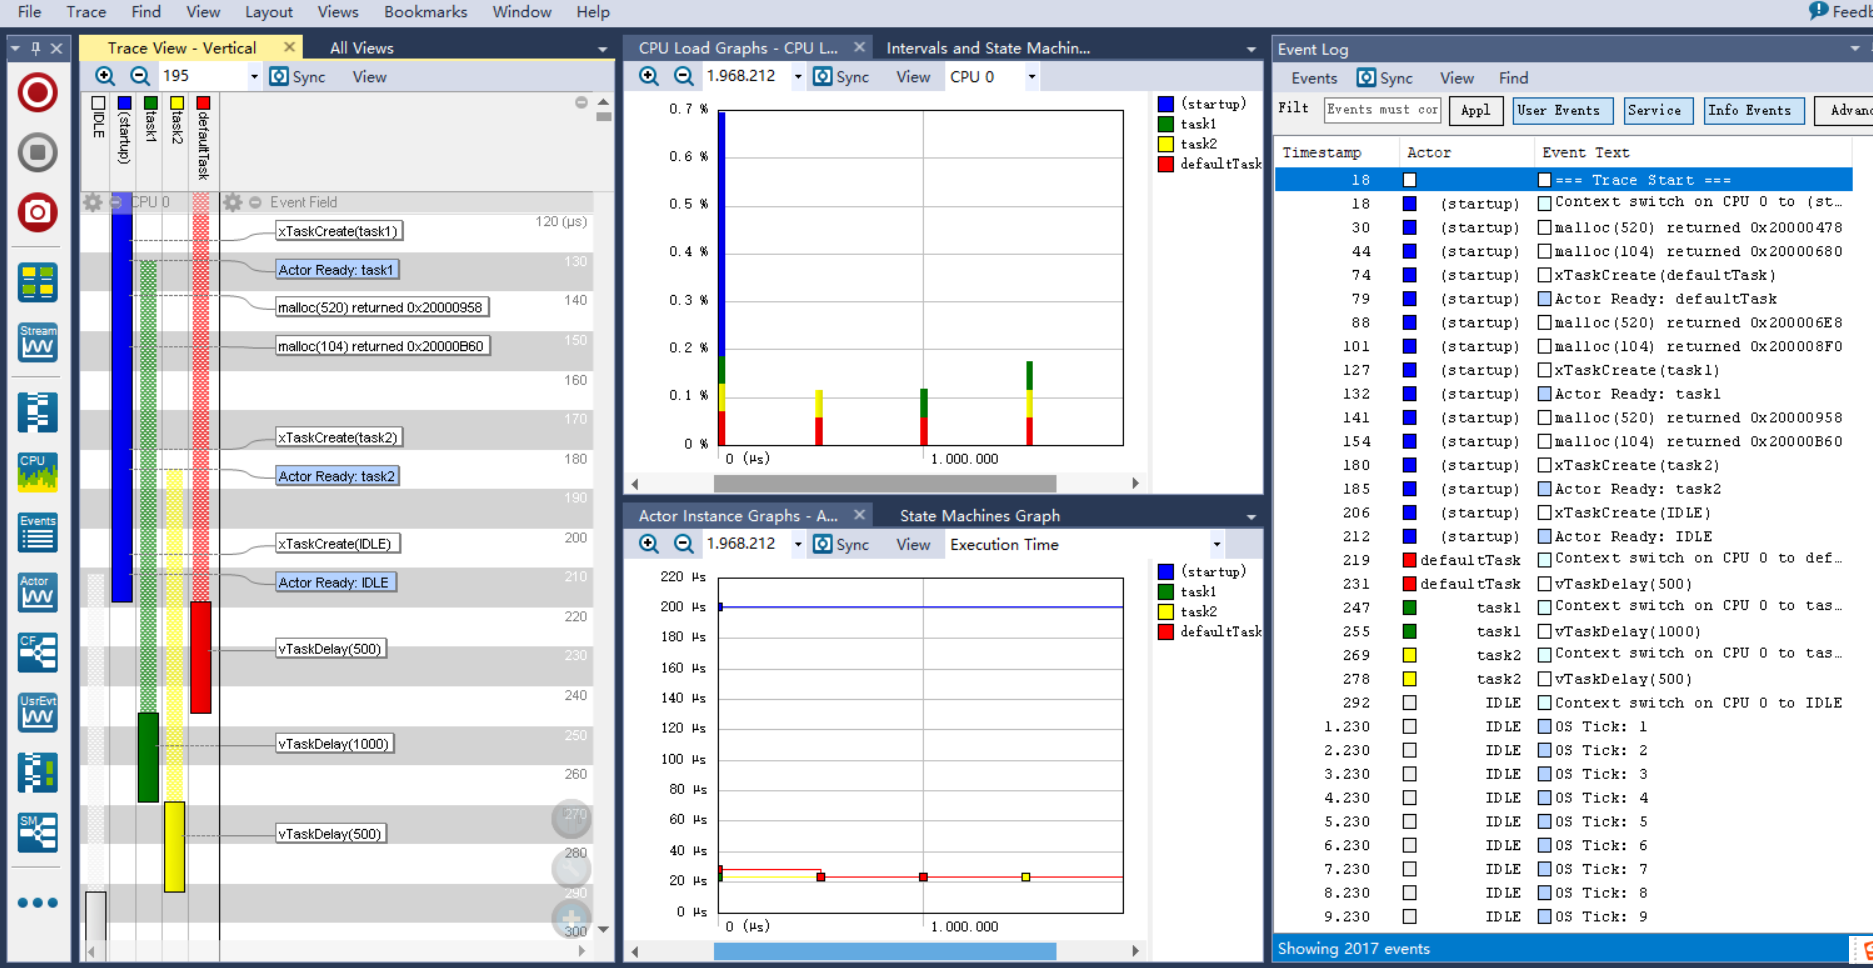 File Trace Find View Layout Views Bookmarks Window Help
Trace View - Vertical
All Views
195 Sync View
IDLE
(startup)
task1
task2
defaultTask
CPU 0
Event Field
120 (µs)
xTaskCreate(task1)
130
Actor Ready: task1
140
malloc(520) returned 0x20000958
150
malloc(104) returned 0x20000B60
160
170
xTaskCreate(task2)
180
Actor Ready: task2
190
200
xTaskCreate(IDLE)
210
Actor Ready: IDLE
220
vTaskDelay(500)
230
240
250
vTaskDelay(1000)
260
270
vTaskDelay(500)
280
290
300
Stream
CPU
Events
Actor
CF
UsrEvt
SM
CPU Load Graphs - CPU L...
Intervals and State Machin...
1.968.212 Sync View CPU 0
0.7 %
0.6 %
0.5 %
0.4 %
0.3 %
0.2 %
0.1 %
0 %
0 (µs) 1.000.000
(startup)
task1
task2
defaultTask
Actor Instance Graphs - A...
State Machines Graph
1.968.212 Sync View Execution Time
220 µs
200 µs
180 µs
160 µs
140 µs
120 µs
100 µs
80 µs
60 µs
40 µs
20 µs
0 µs
0 (µs) 1.000.000
(startup)
task1
task2
defaultTask
Event Log
Events Sync View Find
Filt Events must cor Appl User Events Service Info Events
Timestamp Actor Event Text
18 === Trace Start ===
18 (startup) Context switch on CPU 0 to (st…
30 (startup) malloc(520) returned 0x20000478
44 (startup) malloc(104) returned 0x20000680
74 (startup) xTaskCreate(defaultTask)
79 (startup) Actor Ready: defaultTask
88 (startup) malloc(520) returned 0x200006E8
101 (startup) malloc(104) returned 0x200008F0
127 (startup) xTaskCreate(task1)
132 (startup) Actor Ready: task1
141 (startup) malloc(520) returned 0x20000958
154 (startup) malloc(104) returned 0x20000B60
180 (startup) xTaskCreate(task2)
185 (startup) Actor Ready: task2
206 (startup) xTaskCreate(IDLE)
212 (startup) Actor Ready: IDLE
219 defaultTask Context switch on CPU 0 to def…
231 defaultTask vTaskDelay(500)
247 task1 Context switch on CPU 0 to tas…
255 task1 vTaskDelay(1000)
269 task2 Context switch on CPU 0 to tas…
278 task2 vTaskDelay(500)
292 IDLE Context switch on CPU 0 to IDLE
1.230 IDLE OS Tick: 1
2.230 IDLE OS Tick: 2
3.230 IDLE OS Tick: 3
4.230 IDLE OS Tick: 4
5.230 IDLE OS Tick: 5
6.230 IDLE OS Tick: 6
7.230 IDLE OS Tick: 7
8.230 IDLE OS Tick: 8
9.230 IDLE OS Tick: 9
Showing 2017 events